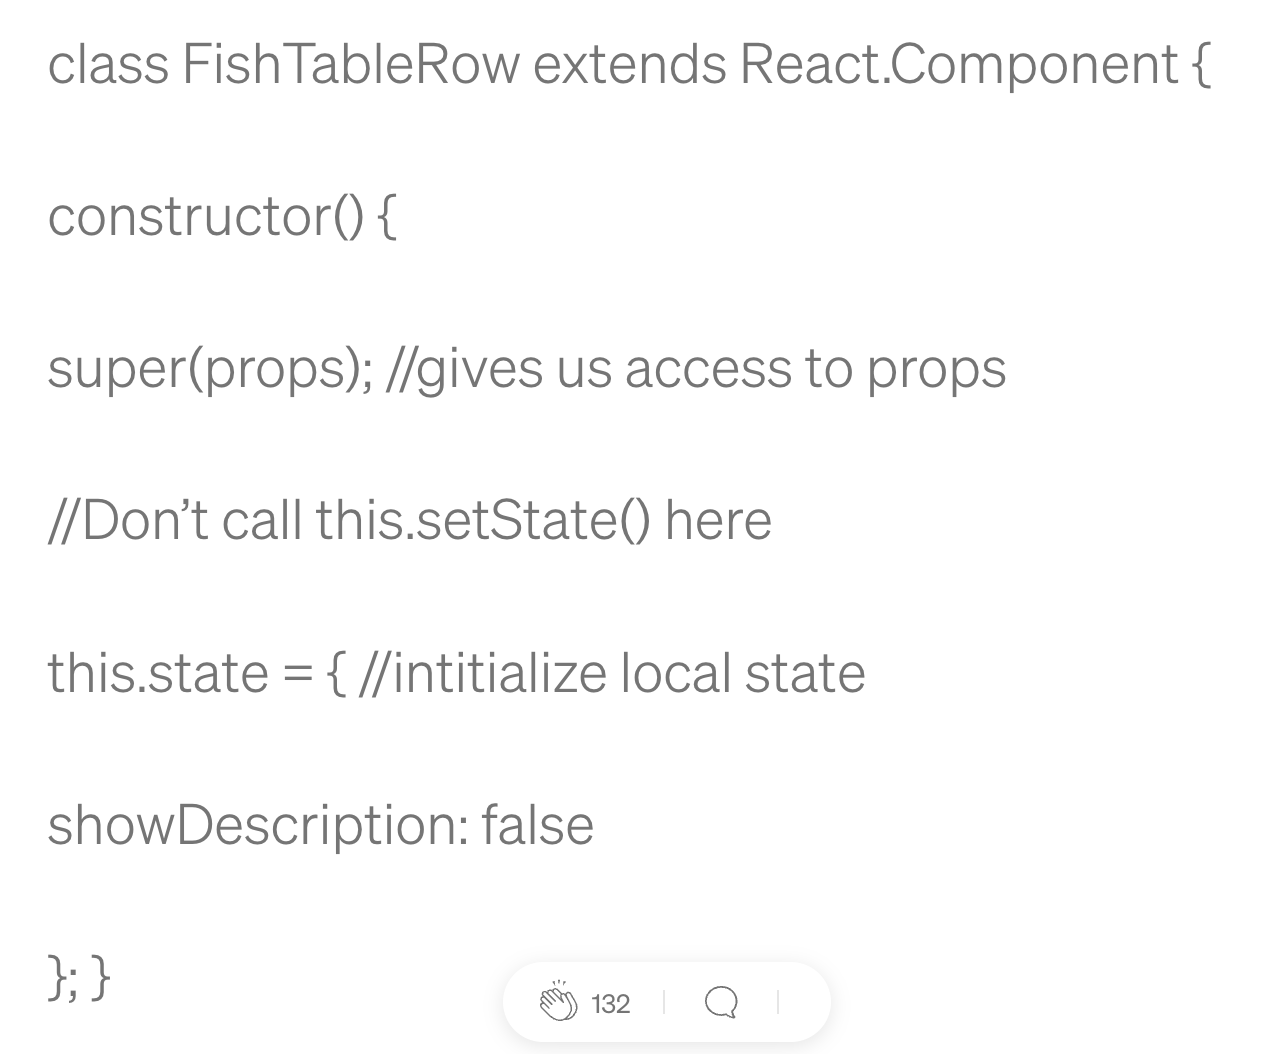 class FishTableRow extends React.Component {
constructor() {
super(props); //gives us access to props
//Don’t call this.setState() here
this.state = { //intitialize local state
showDescription: false
}; }
132